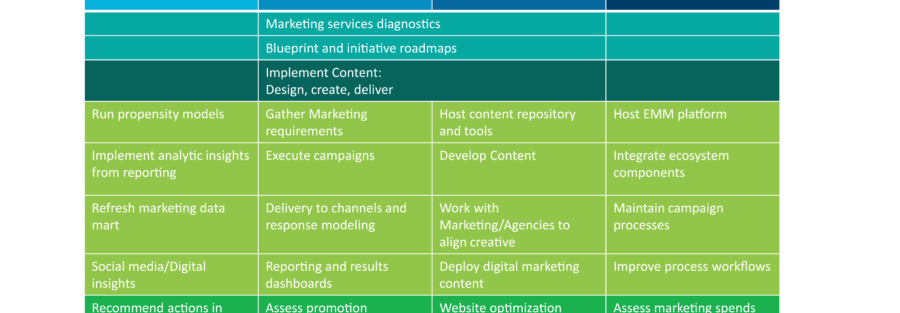 Marketing services diagnostics
Blueprint and initiative roadmaps
Implement Content:
Design, create, deliver
Run propensity models
Gather Marketing
requirements
Host content repository
and tools
Host EMM platform
Implement analytic insights
from reporting
Execute campaigns
Develop Content
Integrate ecosystem
components
Refresh marketing data
mart
Delivery to channels and
response modeling
Work with
Marketing/Agencies to
align creative
Maintain campaign
processes
Social media/Digital
insights
Reporting and results
dashboards
Deploy digital marketing
content
Improve process workflows
Recommend actions in
Assess promotion
Website optimization
Assess marketing spends